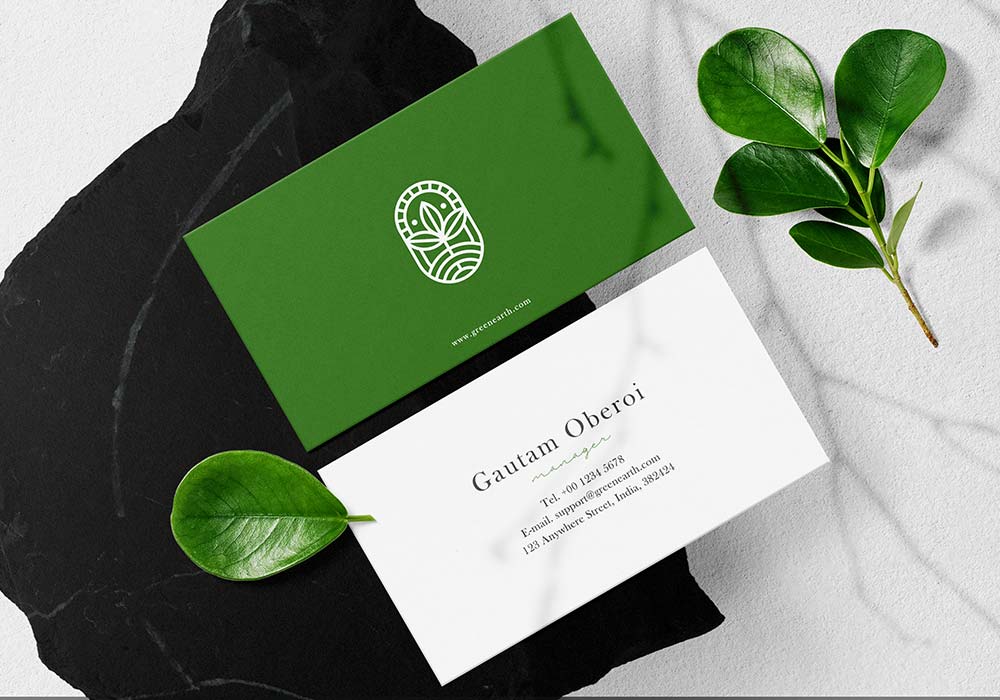 www.greenearth.com
Gautam Oberoi
manager
Tel. +00 1234 5678
E-mail. support@greenearth.com
123 Anywhere Street, India, 382424